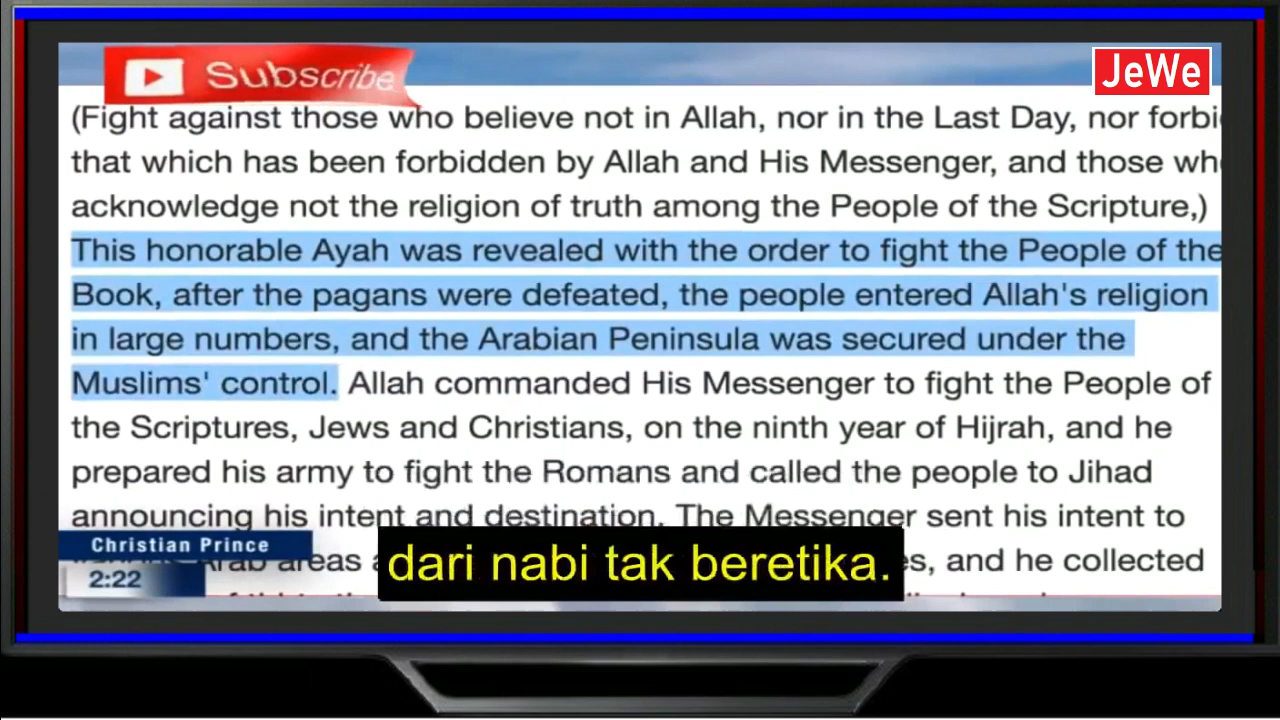 Subscribe
JeWe
(Fight against those who believe not in Allah, nor in the Last Day, nor forbi
that which has been forbidden by Allah and His Messenger, and those wh
acknowledge not the religion of truth among the People of the Scripture,)
This honorable Ayah was revealed with the order to fight the People of the
Book, after the pagans were defeated, the people entered Allah's religion
in large numbers, and the Arabian Peninsula was secured under the
Muslims' control. Allah commanded His Messenger to fight the People of
the Scriptures, Jews and Christians, on the ninth year of Hijrah, and he
prepared his army to fight the Romans and called the people to Jihad
announcing his intent and destination. The Messenger sent his intent to
Arab areas and he collected
Christian Prince
2:22
dari nabi tak beretika.